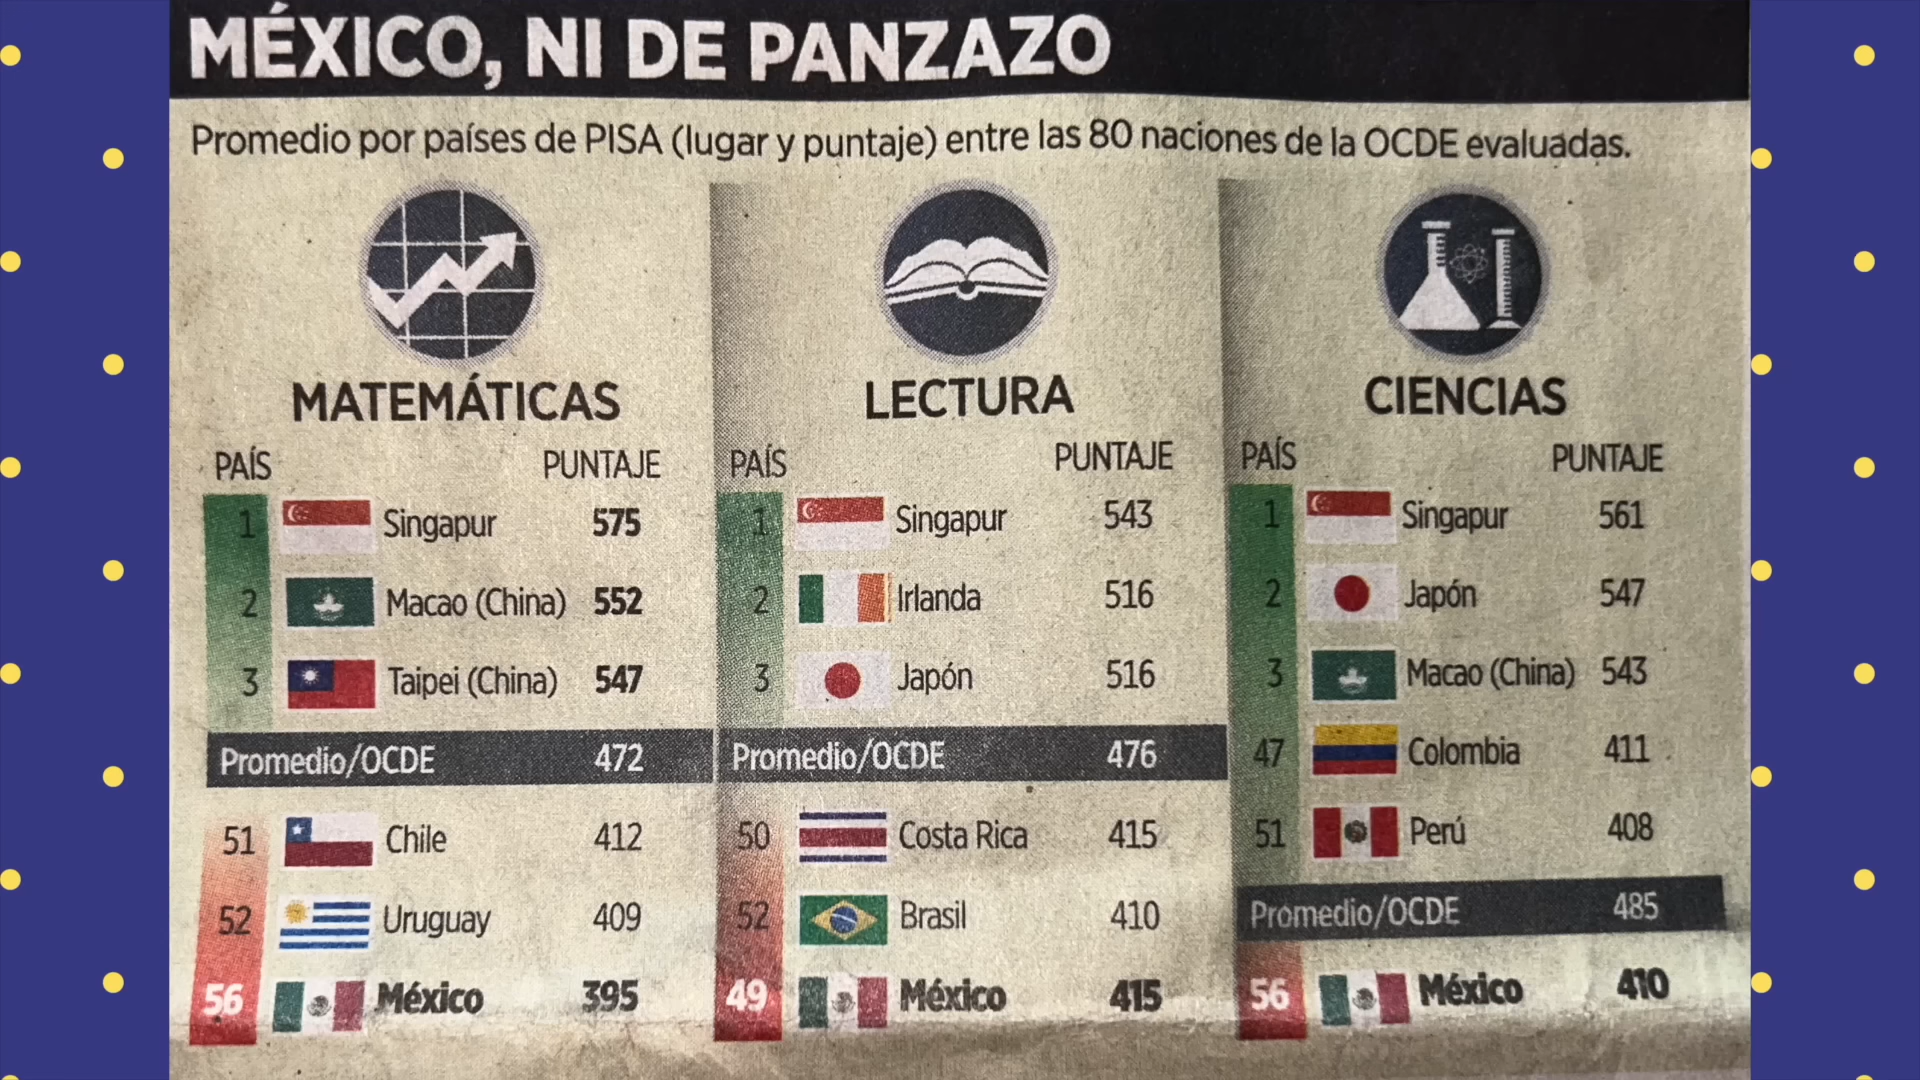 MÉXICO, NI DE PANZAZO
Promedio por países de PISA (lugar y puntaje) entre las 80 naciones de la OCDE evaluadas.
MATEMÁTICAS
PAÍS PUNTAJE
1 Singapur 575
2 Macao (China) 552
3 Taipei (China) 547
Promedio/OCDE 472
51 Chile 412
52 Uruguay 409
56 México 395
LECTURA
PAÍS PUNTAJE
1 Singapur 543
2 Irlanda 516
3 Japón 516
Promedio/OCDE 476
50 Costa Rica 415
52 Brasil 410
49 México 415
CIENCIAS
PAÍS PUNTAJE
1 Singapur 561
2 Japón 547
3 Macao (China) 543
47 Colombia 411
51 Perú 408
Promedio/OCDE 485
56 México 410